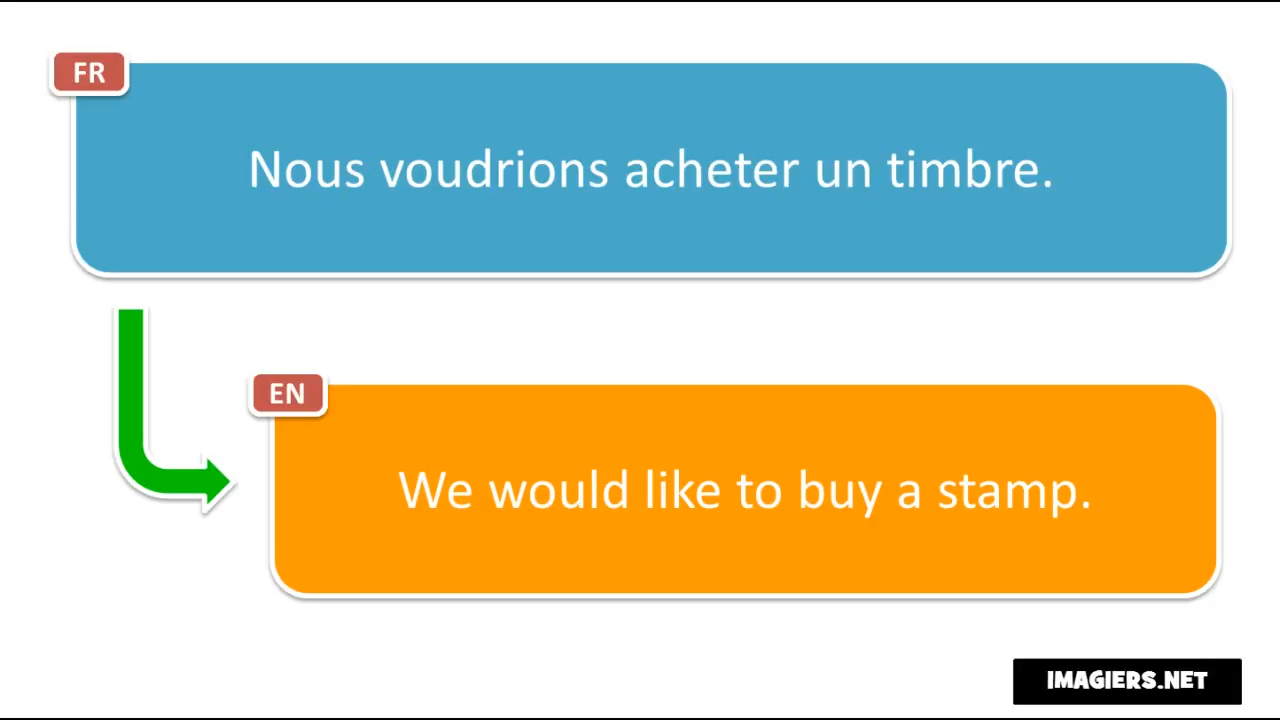 FR
Nous voudrions acheter un timbre.
EN
We would like to buy a stamp.
IMAGIERS.NET